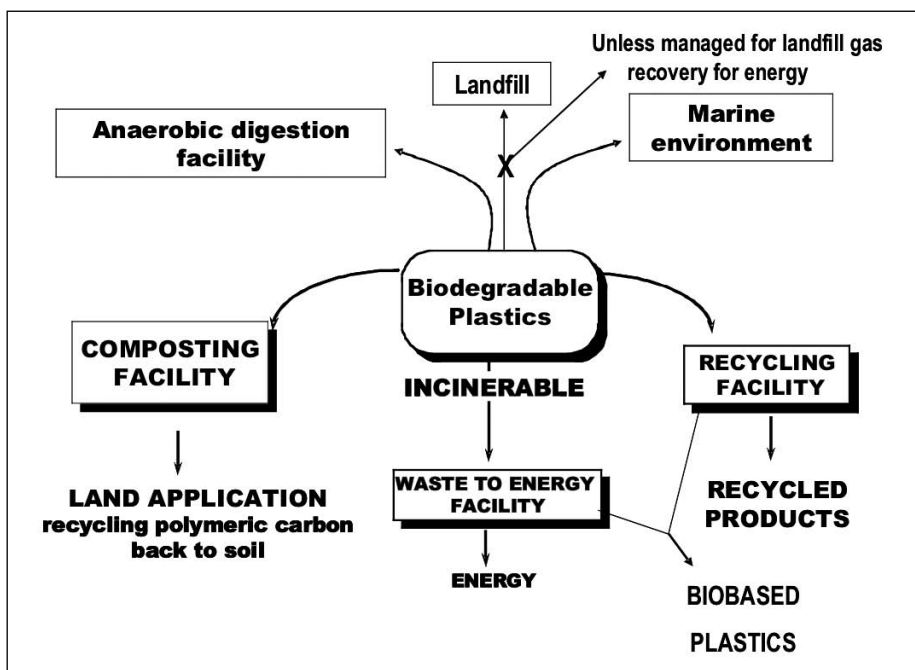 Unless managed for landfill gas
recovery for energy
Landfill
Anaerobic digestion
facility
Marine
environment
X
Biodegradable
Plastics
COMPOSTING
FACILITY
INCINERABLE
RECYCLING
FACILITY
LAND APPLICATION
recycling polymeric carbon
back to soil
WASTE TO ENERGY
FACILITY
RECYCLED
PRODUCTS
ENERGY
BIOBASED
PLASTICS